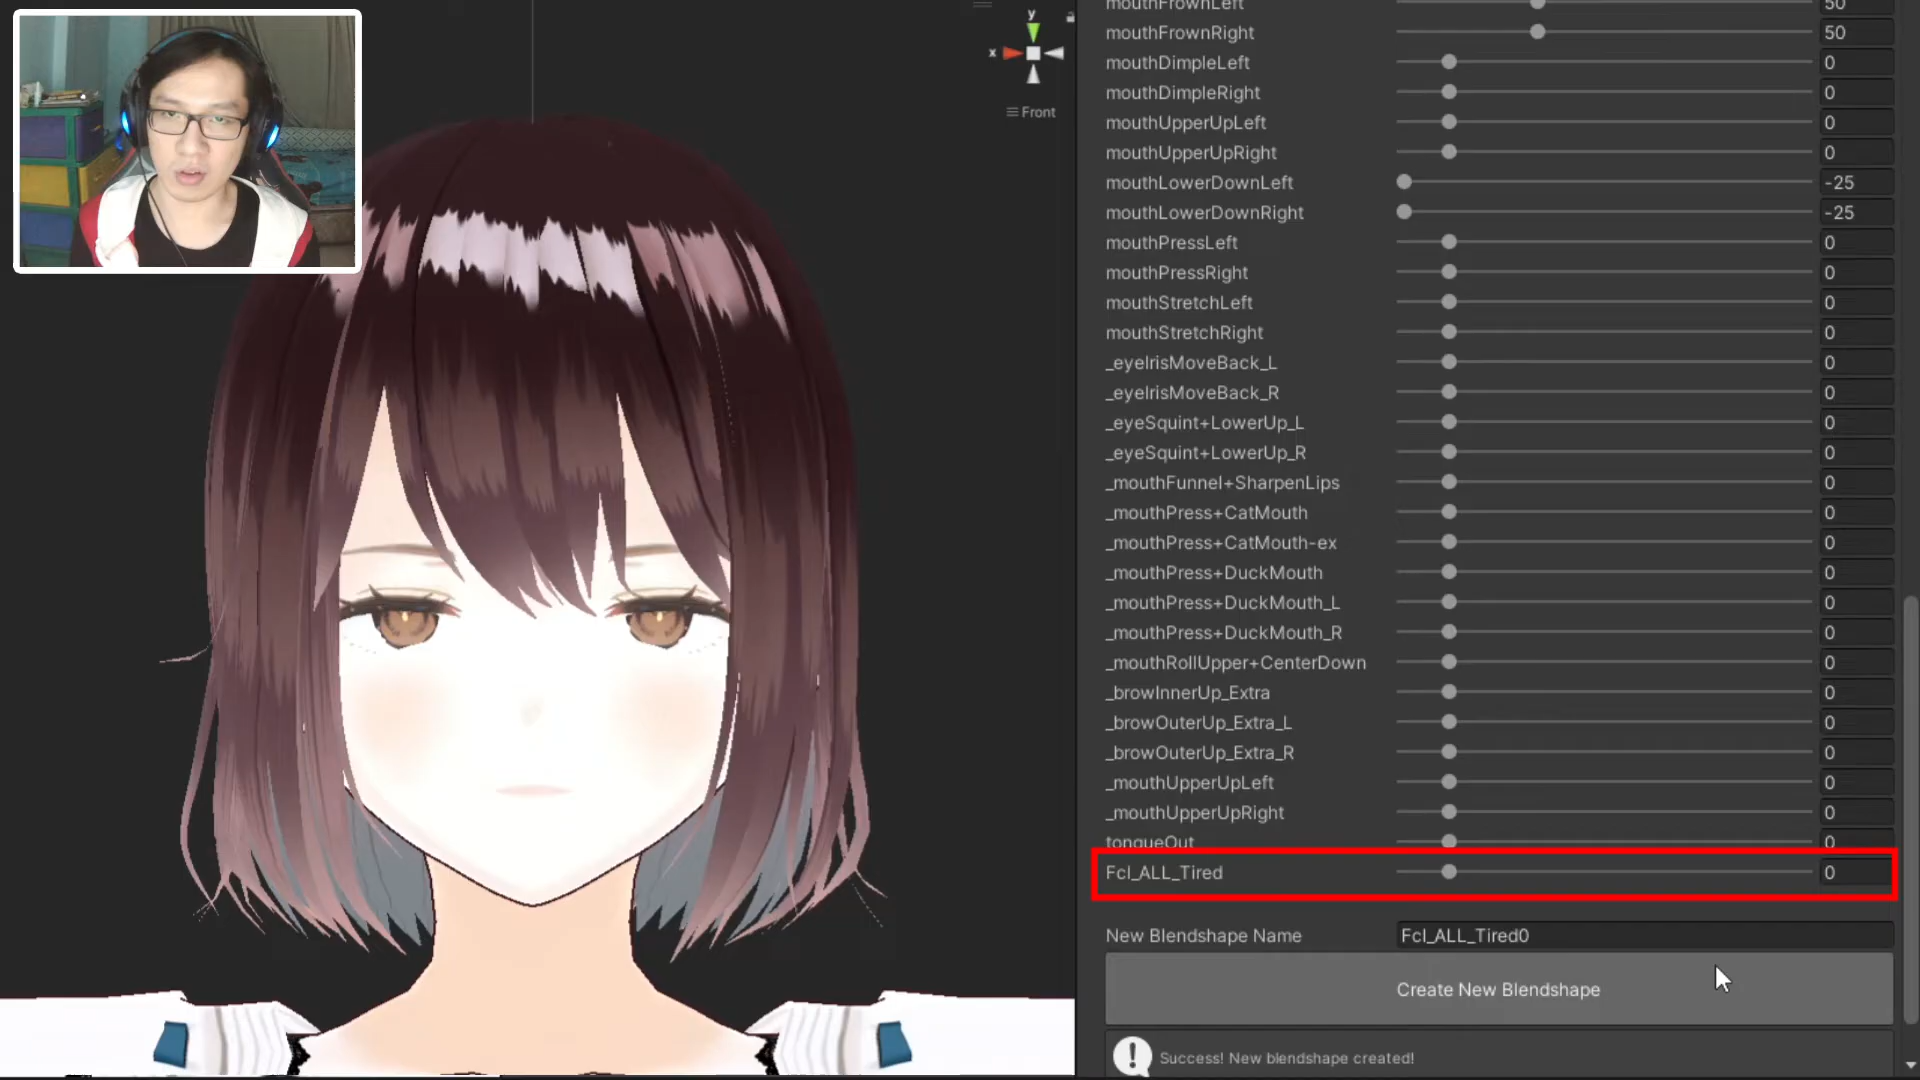 y
x
Front
mouthFrownLeft 50
mouthFrownRight 50
mouthDimpleLeft 0
mouthDimpleRight 0
mouthUpperUpLeft 0
mouthUpperUpRight 0
mouthLowerDownLeft -25
mouthLowerDownRight -25
mouthPressLeft 0
mouthPressRight 0
mouthStretchLeft 0
mouthStretchRight 0
_eyeIrisMoveBack_L 0
_eyeIrisMoveBack_R 0
_eyeSquint+LowerUp_L 0
_eyeSquint+LowerUp_R 0
_mouthFunnel+SharpenLips 0
_mouthPress+CatMouth 0
_mouthPress+CatMouth-ex 0
_mouthPress+DuckMouth 0
_mouthPress+DuckMouth_L 0
_mouthPress+DuckMouth_R 0
_mouthRollUpper+CenterDown 0
_browInnerUp_Extra 0
_browOuterUp_Extra_L 0
_browOuterUp_Extra_R 0
_mouthUpperUpLeft 0
_mouthUpperUpRight 0
tongueOut 0
Fcl_ALL_Tired 0
New Blendshape Name Fcl_ALL_Tired0
Create New Blendshape
Success! New blendshape created!